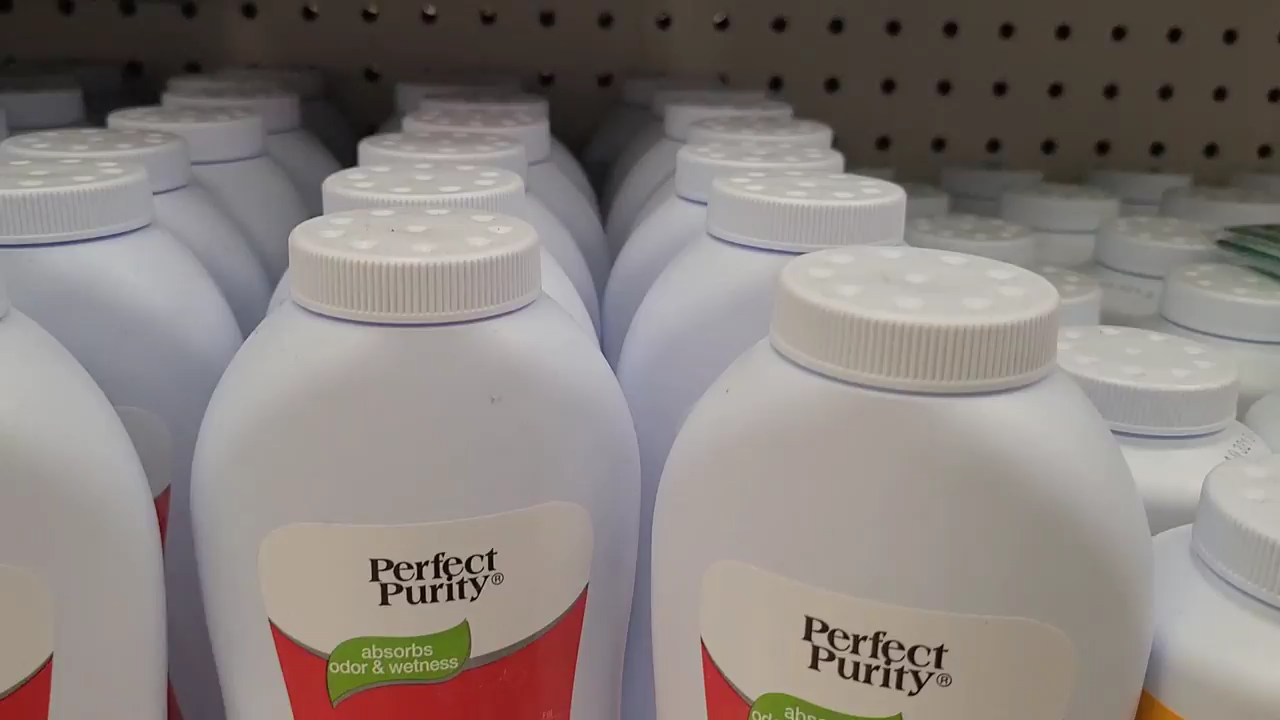 Perfect
Purity®
absorbs
odor & wetness
Perfect
Purity®